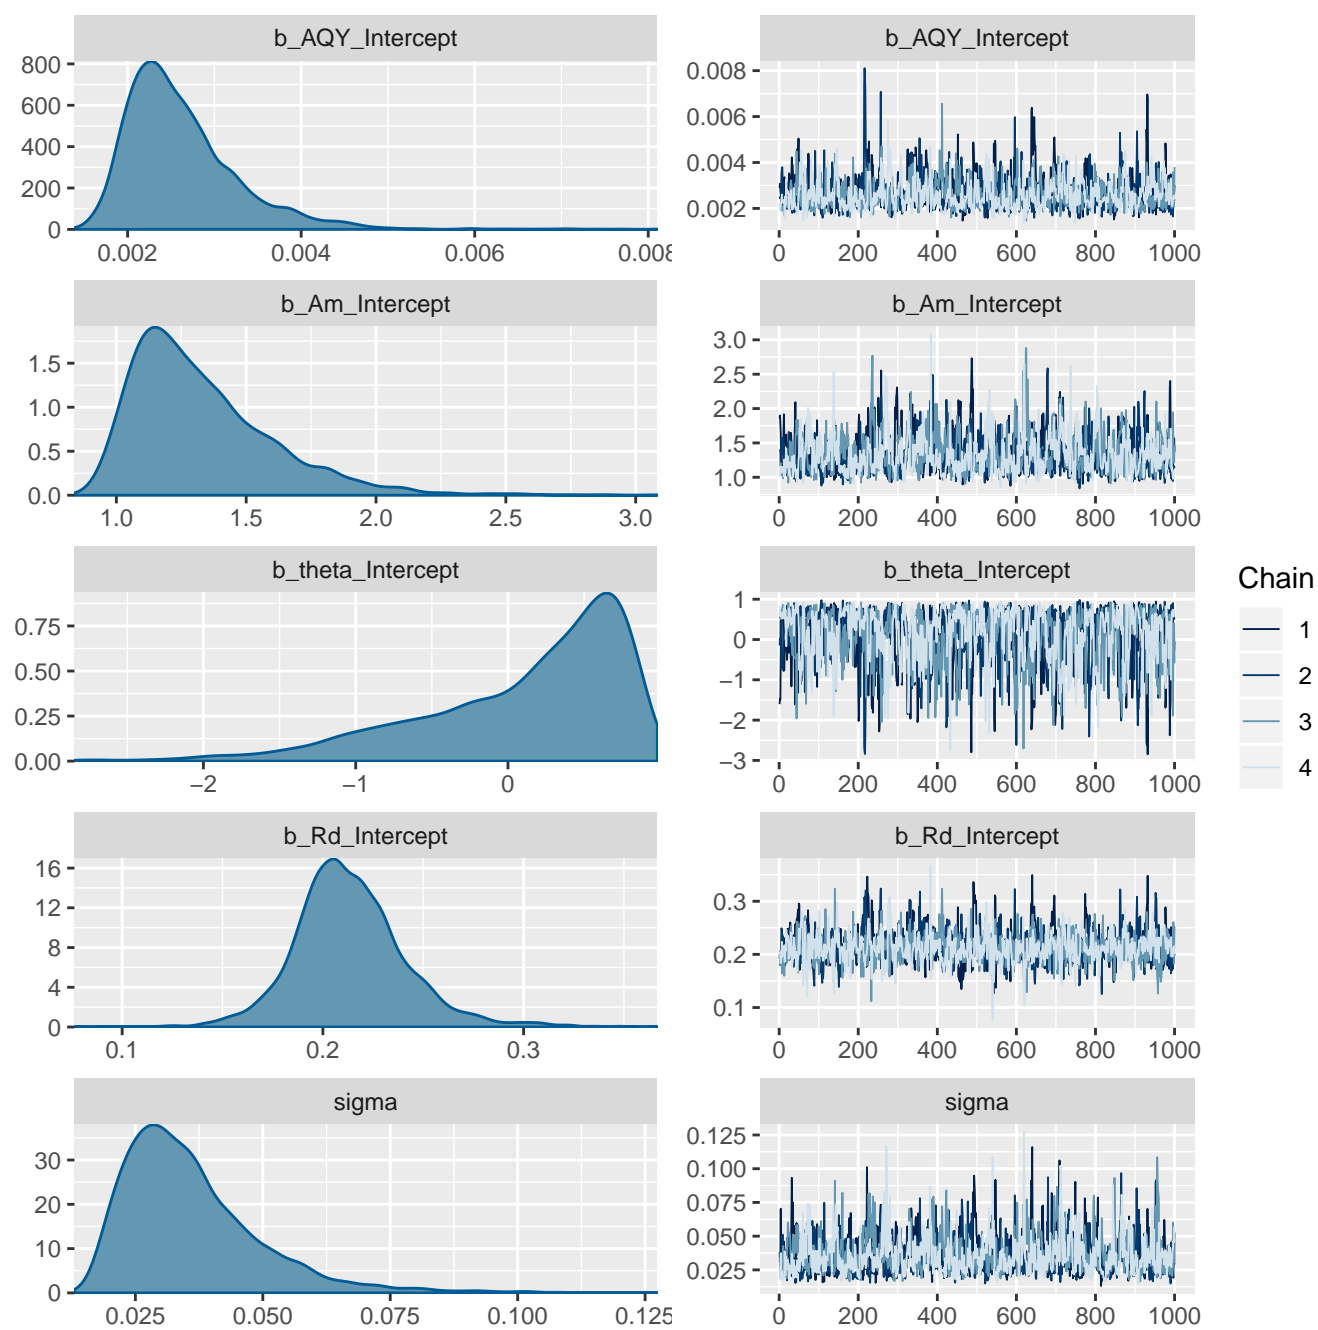 b_AQY_Intercept
800
600
400
200
0
0.002 0.004 0.006 0.008
b_AQY_Intercept
0.008
0.006
0.004
0.002
0 200 400 600 800 1000
b_Am_Intercept
1.5
1.0
0.5
0.0
1.0 1.5 2.0 2.5 3.0
b_Am_Intercept
3.0
2.5
2.0
1.5
1.0
0 200 400 600 800 1000
b_theta_Intercept
0.75
0.50
0.25
0.00
−2 −1 0
b_theta_Intercept
1
0
−1
−2
−3
0 200 400 600 800 1000
b_Rd_Intercept
16
12
8
4
0
0.1 0.2 0.3
b_Rd_Intercept
0.3
0.2
0.1
0 200 400 600 800 1000
sigma
30
20
10
0
0.025 0.050 0.075 0.100 0.125
sigma
0.125
0.100
0.075
0.050
0.025
0 200 400 600 800 1000
Chain
1
2
3
4